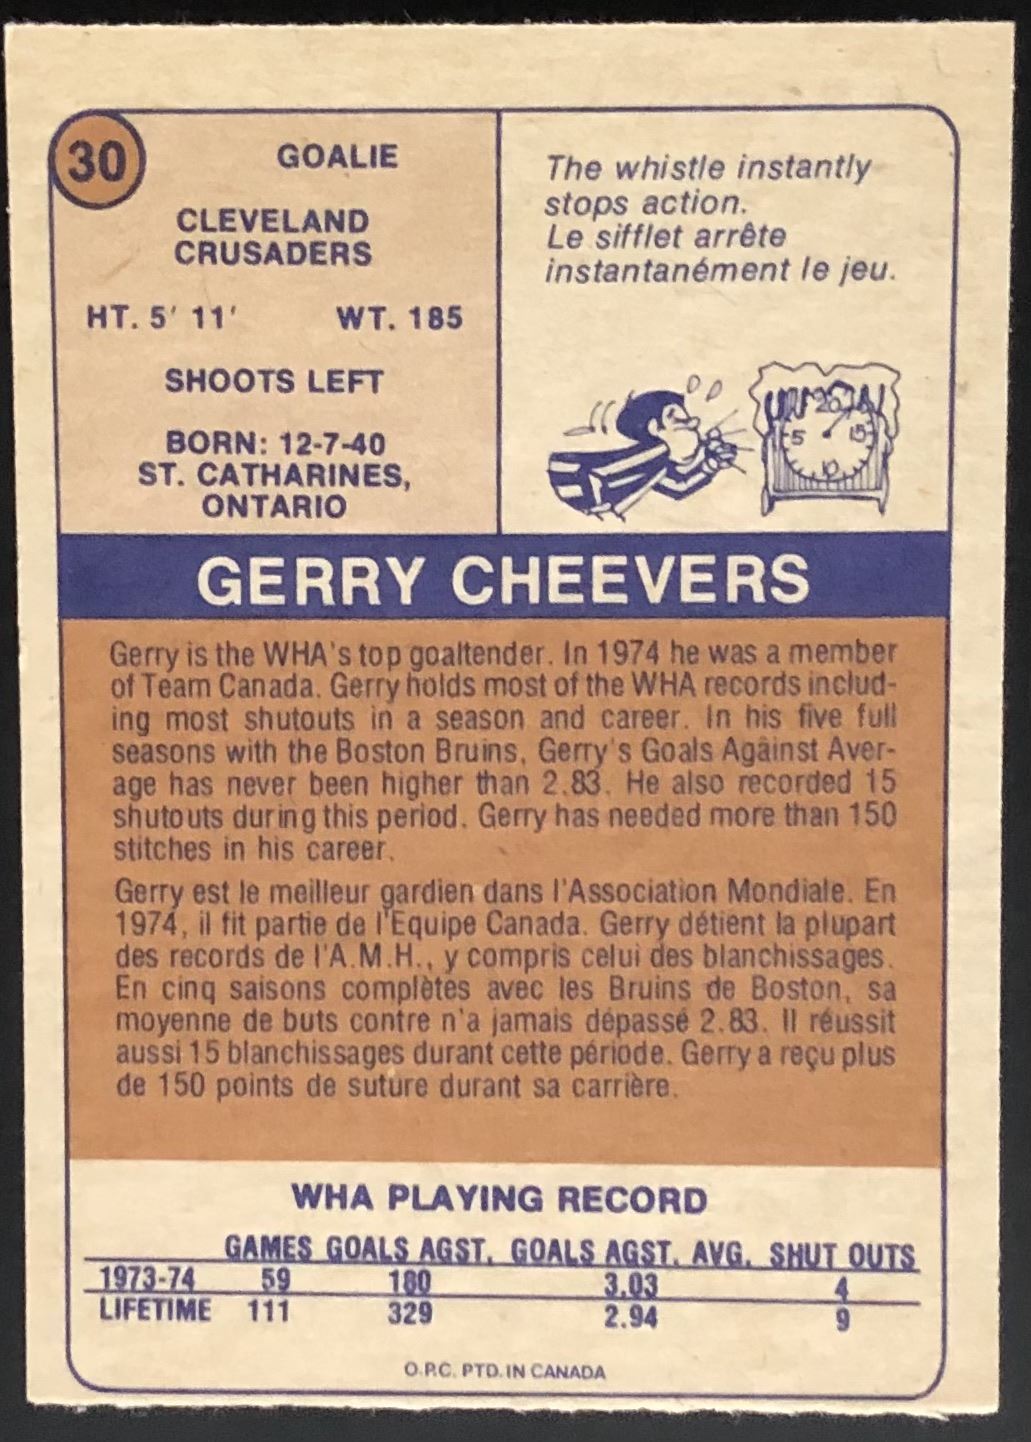 30
GOALIE
CLEVELAND
CRUSADERS
HT. 5' 11' WT. 185
SHOOTS LEFT
BORN: 12-7-40
ST. CATHARINES,
ONTARIO
The whistle instantly
stops action.
Le sifflet arrête
instantanément le jeu.
20
5
15
10
GERRY CHEEVERS
Gerry is the WHA's top goaltender. In 1974 he was a member
of Team Canada. Gerry holds most of the WHA records includ-
ing most shutouts in a season and career. In his five full
seasons with the Boston Bruins, Gerry's Goals Against Aver-
age has never been higher than 2.83. He also recorded 15
shutouts during this period. Gerry has needed more than 150
stitches in his career.
Gerry est le meilleur gardien dans l'Association Mondiale. En
1974, il fit partie de l'Equipe Canada. Gerry détient la plupart
des records de l'A.M.H., y compris celui des blanchissages.
En cinq saisons complètes avec les Bruins de Boston, sa
moyenne de buts contre n'a jamais dépassé 2.83. Il réussit
aussi 15 blanchissages durant cette période. Gerry a reçu plus
de 150 points de suture durant sa carrière.
WHA PLAYING RECORD
GAMES GOALS AGST. GOALS AGST. AVG. SHUT OUTS
1973-74 59 180 3.03 4
LIFETIME 111 329 2.94 9
O.P.C. PTD. IN CANADA